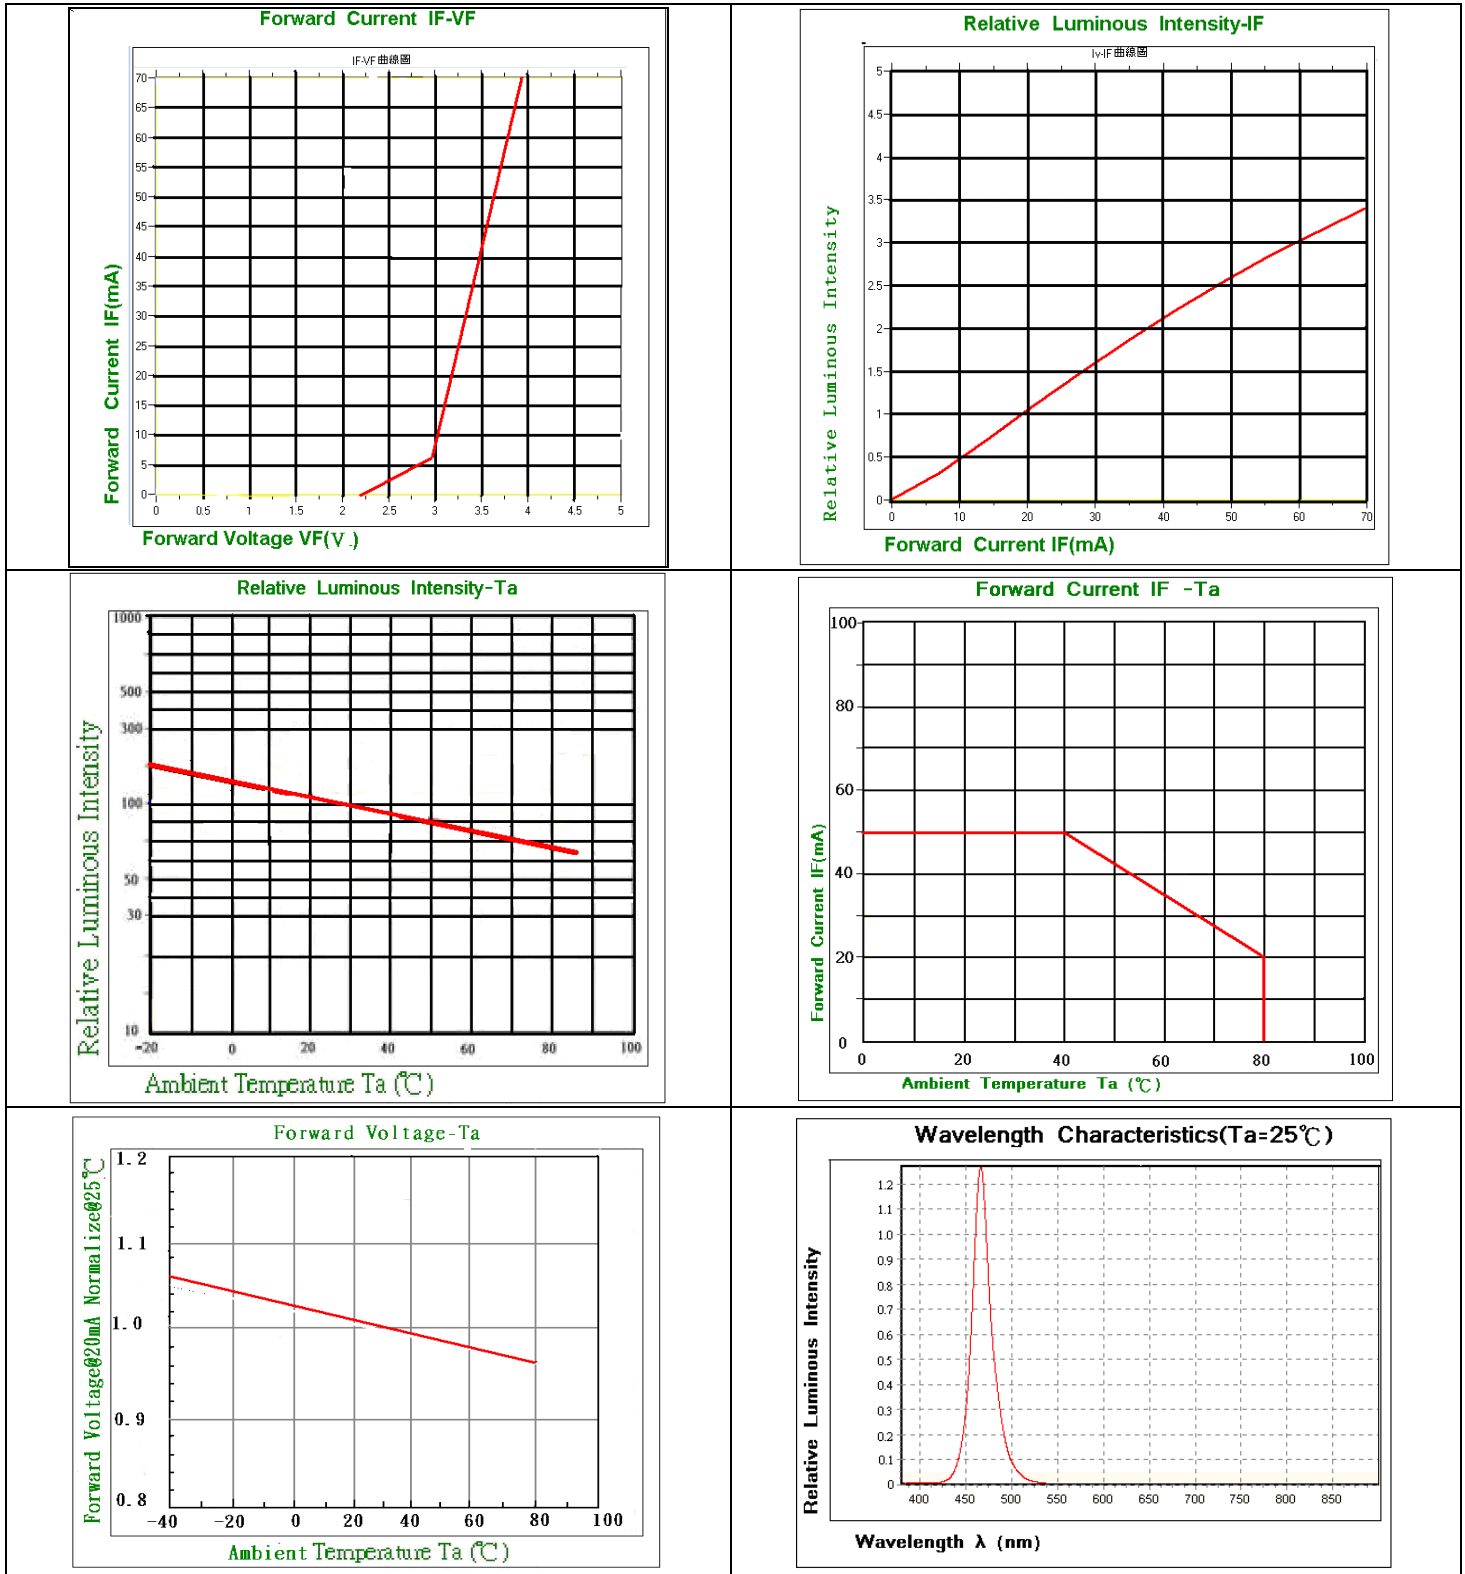 Forward Current IF-VF
IF-VF曲線圖
70
65
60
55
50
45
40
35
30
25
20
15
10
5
0
0 0.5 1 1.5 2 2.5 3 3.5 4 4.5 5
Forward Current IF(mA)
Forward Voltage VF(V.)
Relative Luminous Intensity-IF
Iv-IF曲線圖
5
4.5
4
3.5
3
2.5
2
1.5
1
0.5
0
0 10 20 30 40 50 60 70
Relative Luminous Intensity
Forward Current IF(mA)
Relative Luminous Intensity-Ta
1000
500
300
100
50
30
10
-20 0 20 40 60 80 100
Relative Luminous Intensity
Ambient Temperature Ta (℃)
Forward Current IF -Ta
100
80
60
40
20
0
0 20 40 60 80 100
Forward Current IF(mA)
Ambient Temperature Ta (℃)
Forward Voltage-Ta
1.2
1.1
1.0
0.9
0.8
-40 -20 0 20 40 60 80 100
Forward Voltage@20mA Normalize@25℃
Ambient Temperature Ta (℃)
Wavelength Characteristics(Ta=25℃)
1.2
1.1
1.0
0.9
0.8
0.7
0.6
0.5
0.4
0.3
0.2
0.1
0
400 450 500 550 600 650 700 750 800 850
Relative Luminous Intensity
Wavelength λ (nm)